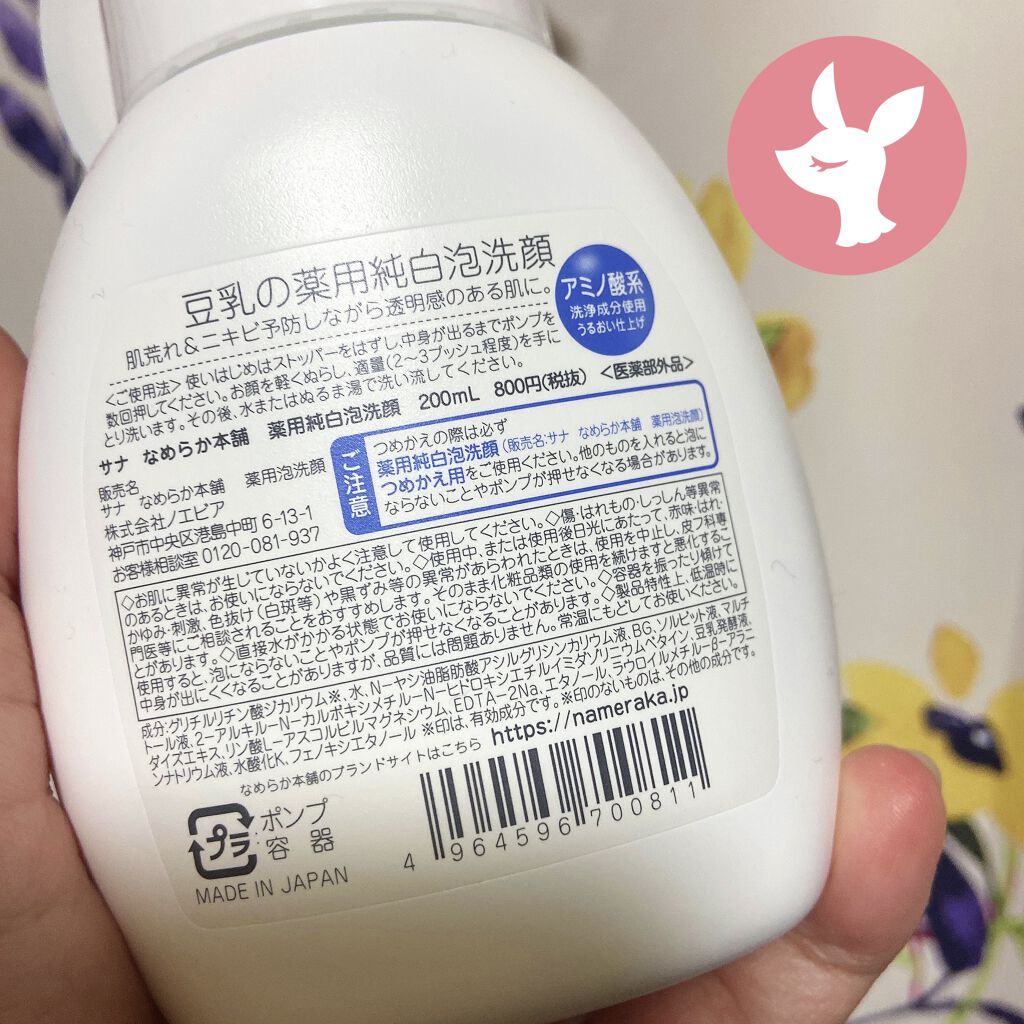 豆乳の薬用純白泡洗顔
肌荒れ&ニキビ予防しながら透明感のある肌に。
アミノ酸系
洗浄成分使用
うるおい仕上げ
<ご使用法>使いはじめはストッパーをはずし、中身が出るまでポンプを
数回押してください。お顔を軽くぬらし、適量(2~3プッシュ程度)を手に
とり洗います。その後、水またはぬるま湯で洗い流してください。
サナ なめらか本舗 薬用純白泡洗顔 200mL 800円(税抜) <医薬部外品>
販売名
サナ なめらか本舗 薬用泡洗顔
株式会社ノエビア
神戸市中央区港島中町6-13-1
お客様相談室 0120-081-937
ご注意
つめかえの際は必ず
薬用純白泡洗顔(販売名:サナ なめらか本舗 薬用泡洗顔)
つめかえ用をご使用ください。他のものを入れると泡に
ならないことやポンプが押せなくなる場合があります。
◇お肌に異常が生じていないかよく注意して使用してください。◇傷・はれもの・しっしん等異常
のあるときは、お使いにならないでください。◇使用中、または使用後日光にあたって、赤味・はれ・
かゆみ・刺激、色抜け(白斑等)や黒ずみ等の異常があらわれたときは、使用を中止し、皮フ科専
門医等にご相談されることをおすすめします。そのまま化粧品類の使用を続けますと悪化するこ
とがあります。◇直接水がかかる状態でお使いにならないでください。◇容器を振ったり傾けて
使用すると、泡にならないことやポンプが押せなくなることがあります。◇製品特性上、低温時に
中身が出にくくなることがありますが、品質には問題ありません。常温にもどしてお使いください。
成分:グリチルリチン酸ジカリウム※、水、N-ヤシ油脂肪酸アシルグリシンカリウム液、BG、ソルビット液、マルチ
トール液、2-アルキル-N-カルボキシメチル-N-ヒドロキシエチルイミダゾリニウムベタイン、豆乳発酵液、
ダイズエキス、リン酸L-アスコルビルマグネシウム、EDTA-2Na、エタノール、ラウロイルメチル-β-アラニ
ンナトリウム液、水酸化K、フェノキシエタノール ※印は、有効成分です。※印のないものは、その他の成分です。
なめらか本舗のブランドサイトはこちら https://nameraka.jp
プラ
ポンプ
容器
MADE IN JAPAN
4 964596 700811